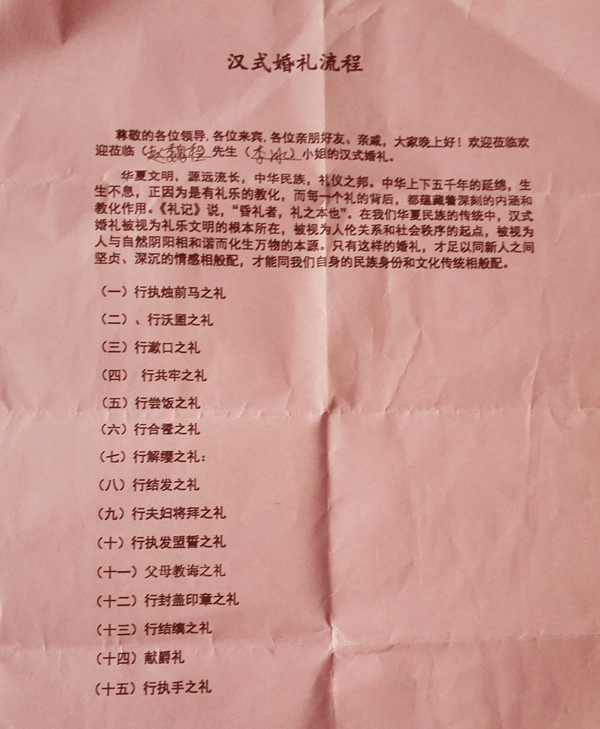 汉式婚礼流程
尊敬的各位领导,各位来宾,各位亲朋好友、亲戚,大家晚上好!欢迎莅临欢
迎莅临(赵魏程)先生(李冰)小姐的汉式婚礼。
华夏文明,源远流长,中华民族,礼仪之邦。中华上下五千年的延绵,生
生不息,正因为是有礼乐的教化,而每一个礼的背后,都蕴藏着深刻的内涵和
教化作用。《礼记》说,“昏礼者,礼之本也”。在我们华夏民族的传统中,汉式
婚礼被视为礼乐文明的根本所在,被视为人伦关系和社会秩序的起点,被视为
人与自然阴阳相和谐而化生万物的本源。只有这样的婚礼,才足以同新人之间
坚贞、深沉的情感相般配,才能同我们自身的民族身份和文化传统相般配。
(一)行执烛前马之礼
(二)、行沃盥之礼
(三)行漱口之礼
(四) 行共牢之礼
(五)行尝饭之礼
(六)行合卺之礼
(七)行解缨之礼:
(八)行结发之礼
(九)行夫妇将拜之礼
(十)行执发盟誓之礼
(十一)父母教诲之礼
(十二)行封盖印章之礼
(十三)行结缡之礼
(十四)献爵礼
(十五)行执手之礼